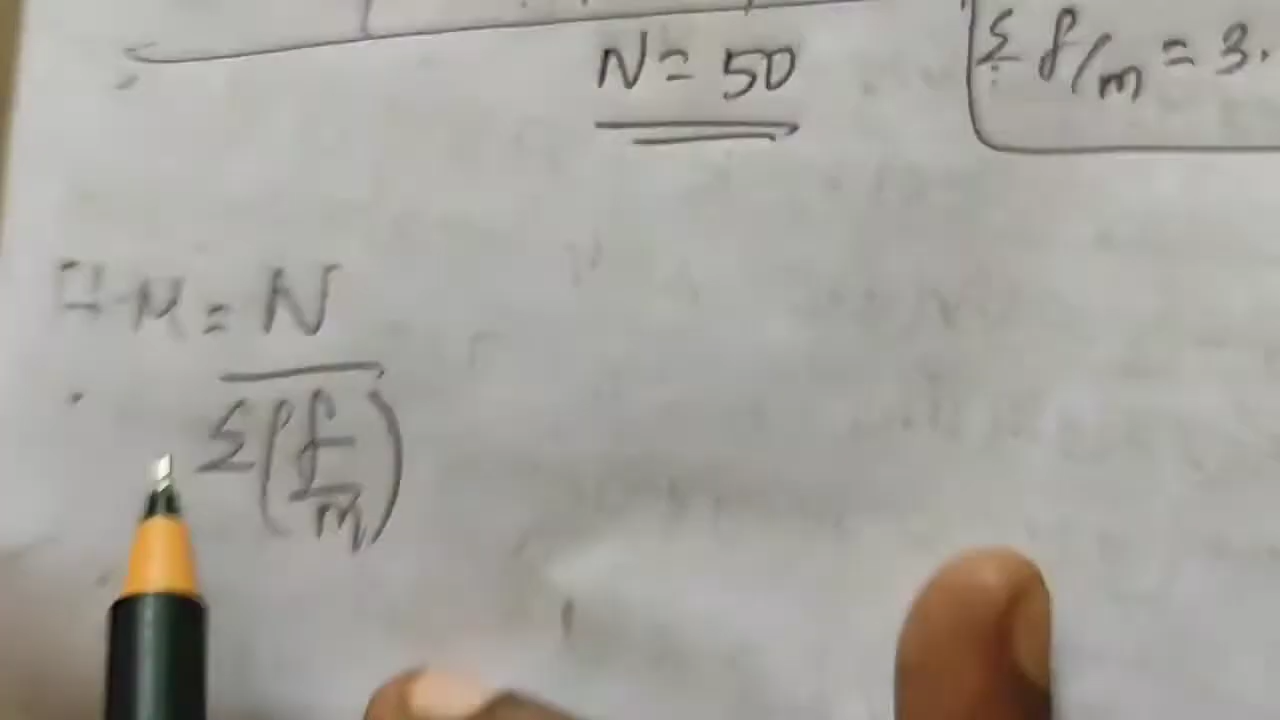 N = 50
Σ f/m = 3.
H.M = N
Σ(f/m)